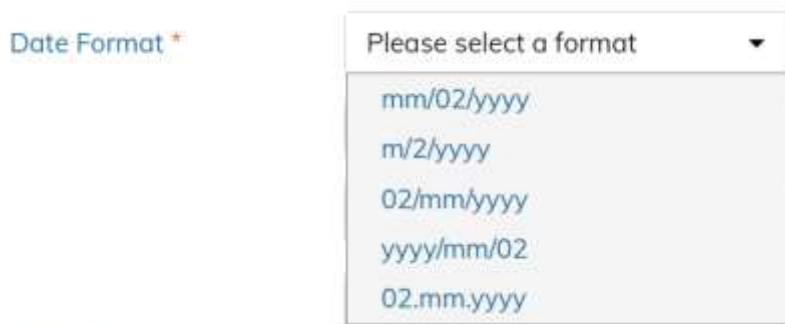 Date Format *
Please select a format
mm/02/yyyy
m/2/yyyy
02/mm/yyyy
yyyy/mm/02
02.mm.yyyy